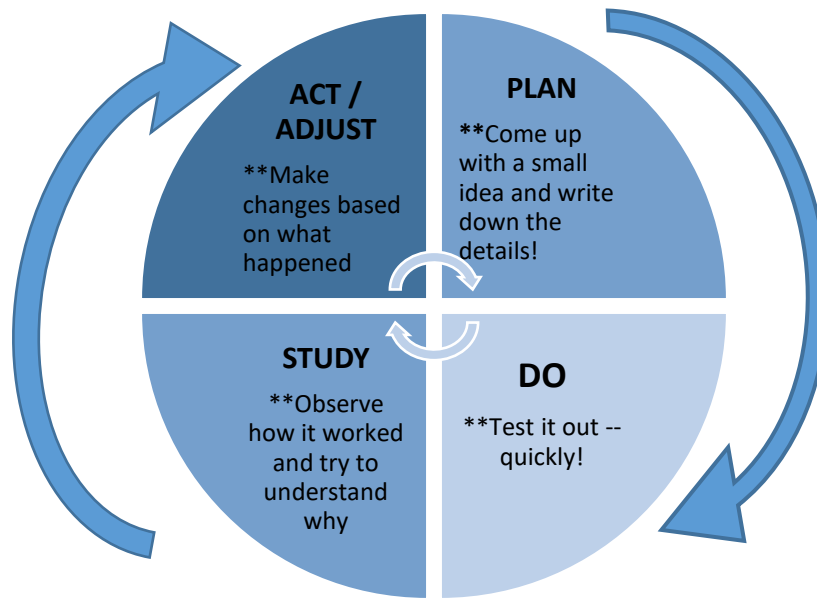 PLAN
**Come up
with a small
idea and write
down the
details!
DO
**Test it out --
quickly!
STUDY
**Observe
how it worked
and try to
understand
why
ACT /
ADJUST
**Make
changes based
on what
happened